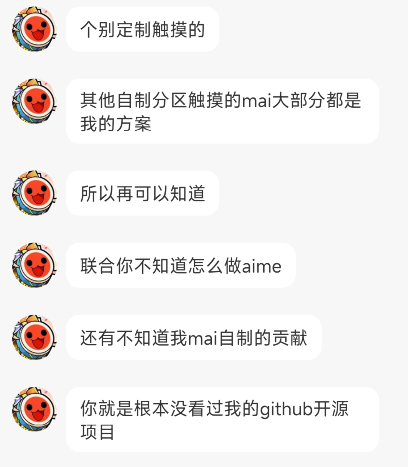 个别定制触摸的
其他自制分区触摸的mai大部分都是
我的方案
所以再可以知道
联合你不知道怎么做aime
还有不知道我mai自制的贡献
你就是根本没看过我的github开源
项目